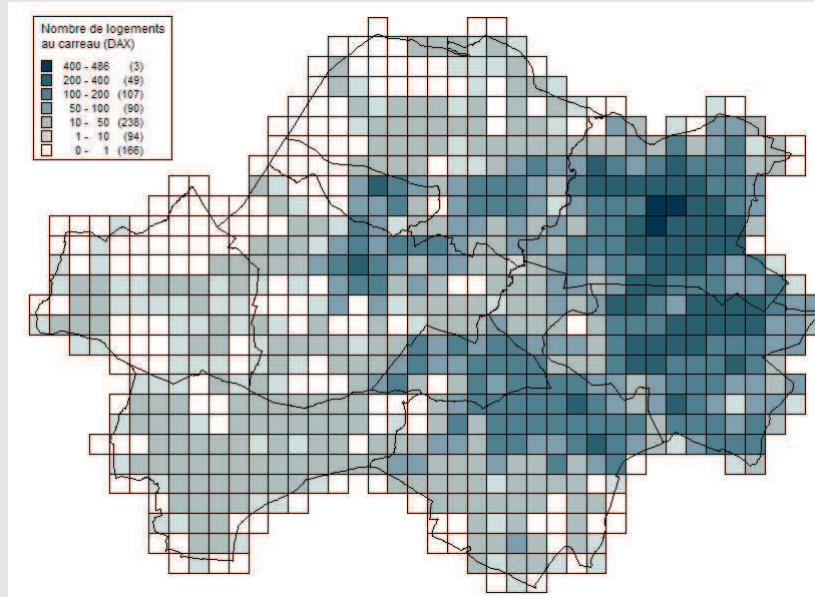 Nombre de logements
au carreau (DAX)
400 - 486 (3)
200 - 400 (49)
100 - 200 (107)
50 - 100 (90)
10 - 50 (238)
1 - 10 (94)
0 - 1 (166)